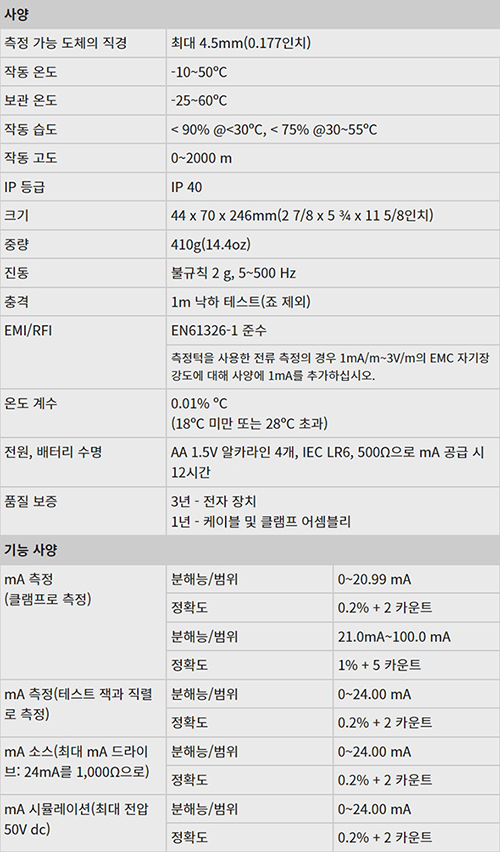 사양
측정 가능 도체의 직경 최대 4.5mm(0.177인치)
작동 온도 -10~50ºC
보관 온도 -25~60ºC
작동 습도 < 90% @<30ºC, < 75% @30~55ºC
작동 고도 0~2000 m
IP 등급 IP 40
크기 44 x 70 x 246mm(2 7/8 x 5 ¾ x 11 5/8인치)
중량 410g(14.4oz)
진동 불규칙 2 g, 5~500 Hz
충격 1m 낙하 테스트(죠 제외)
EMI/RFI EN61326-1 준수
측정턱을 사용한 전류 측정의 경우 1mA/m~3V/m의 EMC 자기장
강도에 대해 사양에 1mA를 추가하십시오.
온도 계수 0.01% ºC
(18ºC 미만 또는 28ºC 초과)
전원, 배터리 수명 AA 1.5V 알카라인 4개, IEC LR6, 500Ω으로 mA 공급 시
12시간
품질 보증 3년 - 전자 장치
1년 - 케이블 및 클램프 어셈블리
기능 사양
mA 측정 분해능/범위 0~20.99 mA
(클램프로 측정)
정확도 0.2% + 2 카운트
분해능/범위 21.0mA~100.0 mA
정확도 1% + 5 카운트
mA 측정(테스트 잭과 직렬 분해능/범위 0~24.00 mA
로 측정)
정확도 0.2% + 2 카운트
mA 소스(최대 mA 드라이 분해능/범위 0~24.00 mA
브: 24mA를 1,000Ω으로)
정확도 0.2% + 2 카운트
mA 시뮬레이션(최대 전압 분해능/범위 0~24.00 mA
50V dc)
정확도 0.2% + 2 카운트